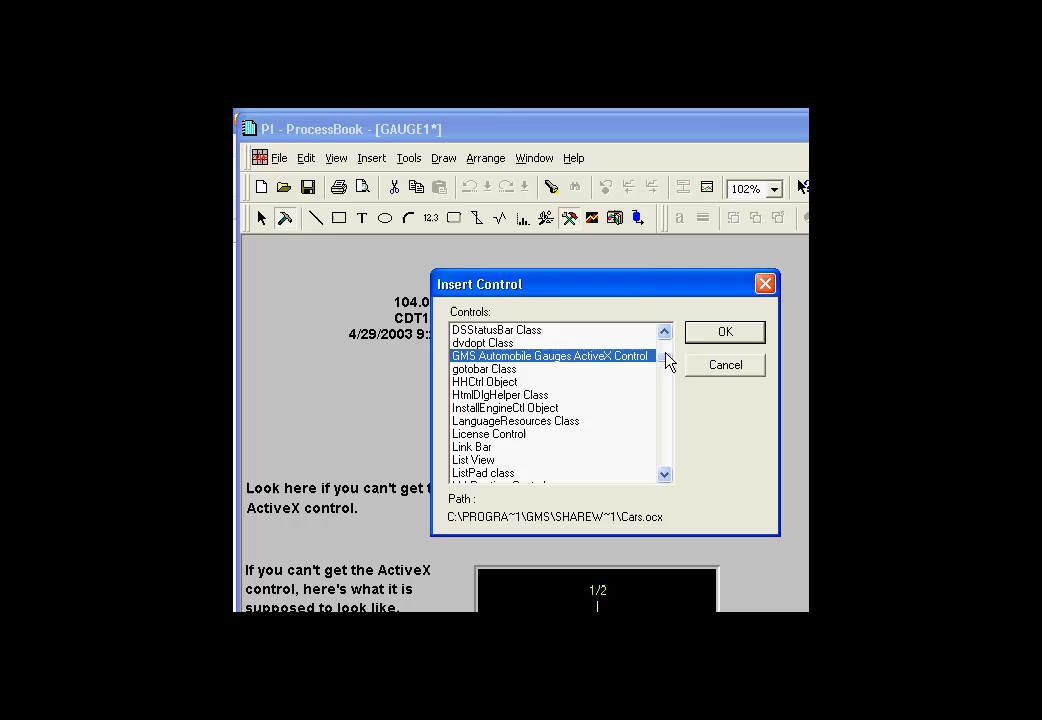 PI - ProcessBook - [GAUGE1*]
File Edit View Insert Tools Draw Arrange Window Help
102%
T 12.3 a
104.0
CDT1
4/29/2003 9:
Insert Control
Controls:
DSStatusBar Class
dvdopt Class
GMS Automobile Gauges ActiveX Control
gotobar Class
HHCtrl Object
HtmlDlgHelper Class
InstallEngineCtl Object
LanguageResources Class
License Control
Link Bar
List View
ListPad class
OK
Cancel
Path :
C:\PROGRA~1\GMS\SHAREW~1\Cars.ocx
Look here if you can't get t
ActiveX control.
If you can't get the ActiveX
control, here's what it is
supposed to look like.
1/2